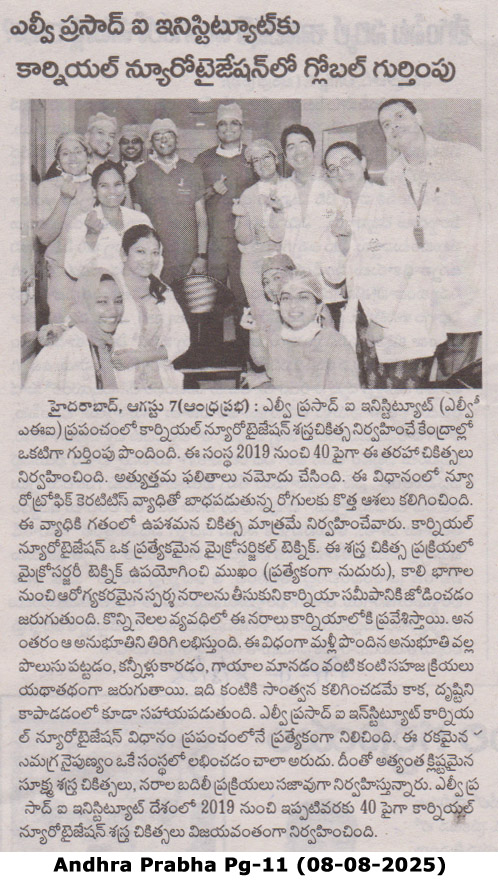 ఎల్వీ ప్రసాద్ ఐ ఇనిస్టిట్యూట్‌కు
కార్నియల్ న్యూరోటైజేషన్‌లో గ్లోబల్ గుర్తింపు
హైదరాబాద్, ఆగస్టు 7(ఆంధ్రప్రభ) : ఎల్వీ ప్రసాద్ ఐ ఇనిస్టిట్యూట్ (ఎల్వీపీ
ఎఈఐ) ప్రపంచంలో కార్నియల్ న్యూరొటైజేషన్ శస్త్రచికిత్స నిర్వహించే కేంద్రాల్లో
ఒకటిగా గుర్తింపు పొందింది. ఈ సంస్థ 2019 నుంచి 40 పైగా ఈ తరహా చికిత్సలు
నిర్వహించింది. అత్యుత్తమ ఫలితాలు నమోదు చేసింది. ఈ విధానంలో న్యూ
రోట్రోఫిక్ కెరటిటిస్ వ్యాధితో బాధపడుతున్న రోగులకు కొత్త ఆశలు కలిగించింది.
ఈ వ్యాధికి గతంలో ఉపశమన చికిత్స మాత్రమే నిర్వహించేవారు. కార్నియల్
న్యూరొటైజేషన్ ఒక ప్రత్యేకమైన మైక్రోసర్జికల్ టెక్నిక్. ఈ శస్త్ర చికిత్స ప్రక్రియలో
మైక్రోసర్జరీ టెక్నిక్ ఉపయోగించి ముఖం (ప్రత్యేకంగా నుదురు), కాలి భాగాల
నుంచి ఆరోగ్యకరమైన స్పర్శ నరాలను తీసుకుని కార్నియా సమీపానికి జోడించడం
జరుగుతుంది. కొన్ని నెలల వ్యవధిలో ఈ నరాలు కార్నియాలోకి ప్రవేశిస్తాయి. అన
ంతరం ఆ అనుభూతిని తిరిగి లభిస్తుంది. ఈ విధంగా మళ్లీ పొందిన అనుభూతి వల్ల
పొలుసు పట్టడం, కన్నీళ్లు కారడం, గాయాల మానడం వంటి కంటి సహజ క్రియలు
యథాతథంగా జరుగుతాయి. ఇది కంటికి సాంత్వన కలిగించడమే కాక, దృష్టిని
కాపాడడంలో కూడా సహాయపడుతుంది. ఎల్వీ ప్రసాద్ ఐ ఇన్‌స్టిట్యూట్ కార్నియ
ల్ న్యూరొటైజేషన్ విధానం ప్రపంచంలోనే ప్రత్యేకంగా నిలిచింది. ఈ రకమైన
సమగ్ర నైపుణ్యం ఒకే సంస్థలో లభించడం చాలా అరుదు. దీంతో అత్యంత క్లిష్టమైన
సూక్ష్మ శస్త్ర చికిత్సలు, నరాల బదిలీ ప్రక్రియలు సజావుగా నిర్వహిస్తున్నారు. ఎల్వీ ప్ర
సాద్ ఐ ఇనిస్టిట్యూట్ దేశంలో 2019 నుంచి ఇప్పటివరకు 40 పైగా కార్నియల్
న్యూరోటైజేషన్ శస్త్ర చికిత్సలు విజయవంతంగా నిర్వహించింది.
Andhra Prabha Pg-11 (08-08-2025)